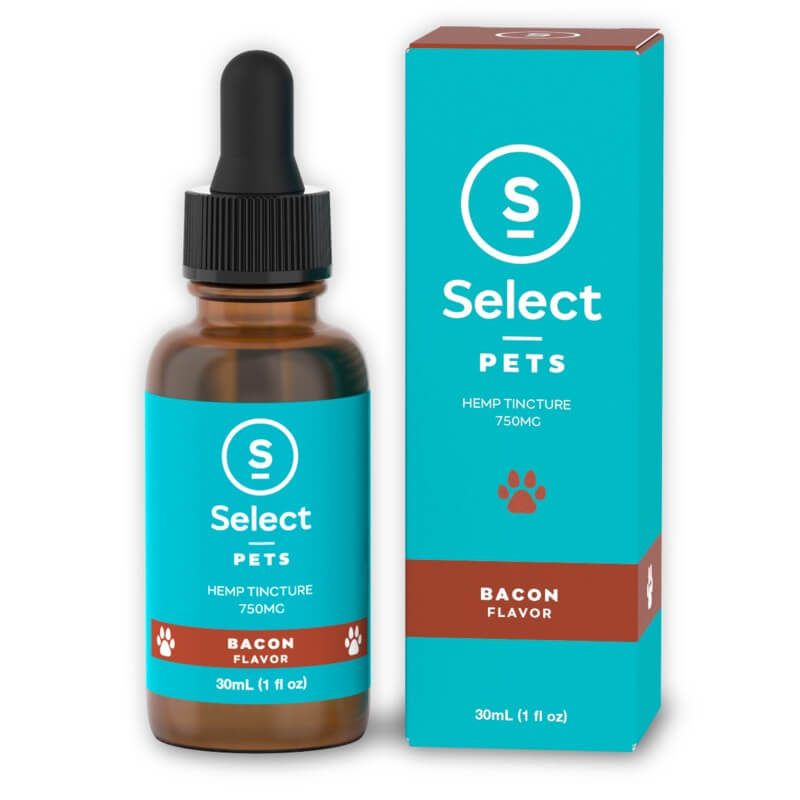 S
Select
PETS
HEMP TINCTURE
750MG
BACON
FLAVOR
30mL (1 fl oz)
S
S
Select
PETS
HEMP TINCTURE
750MG
BACON
FLAVOR
30mL (1 fl oz)